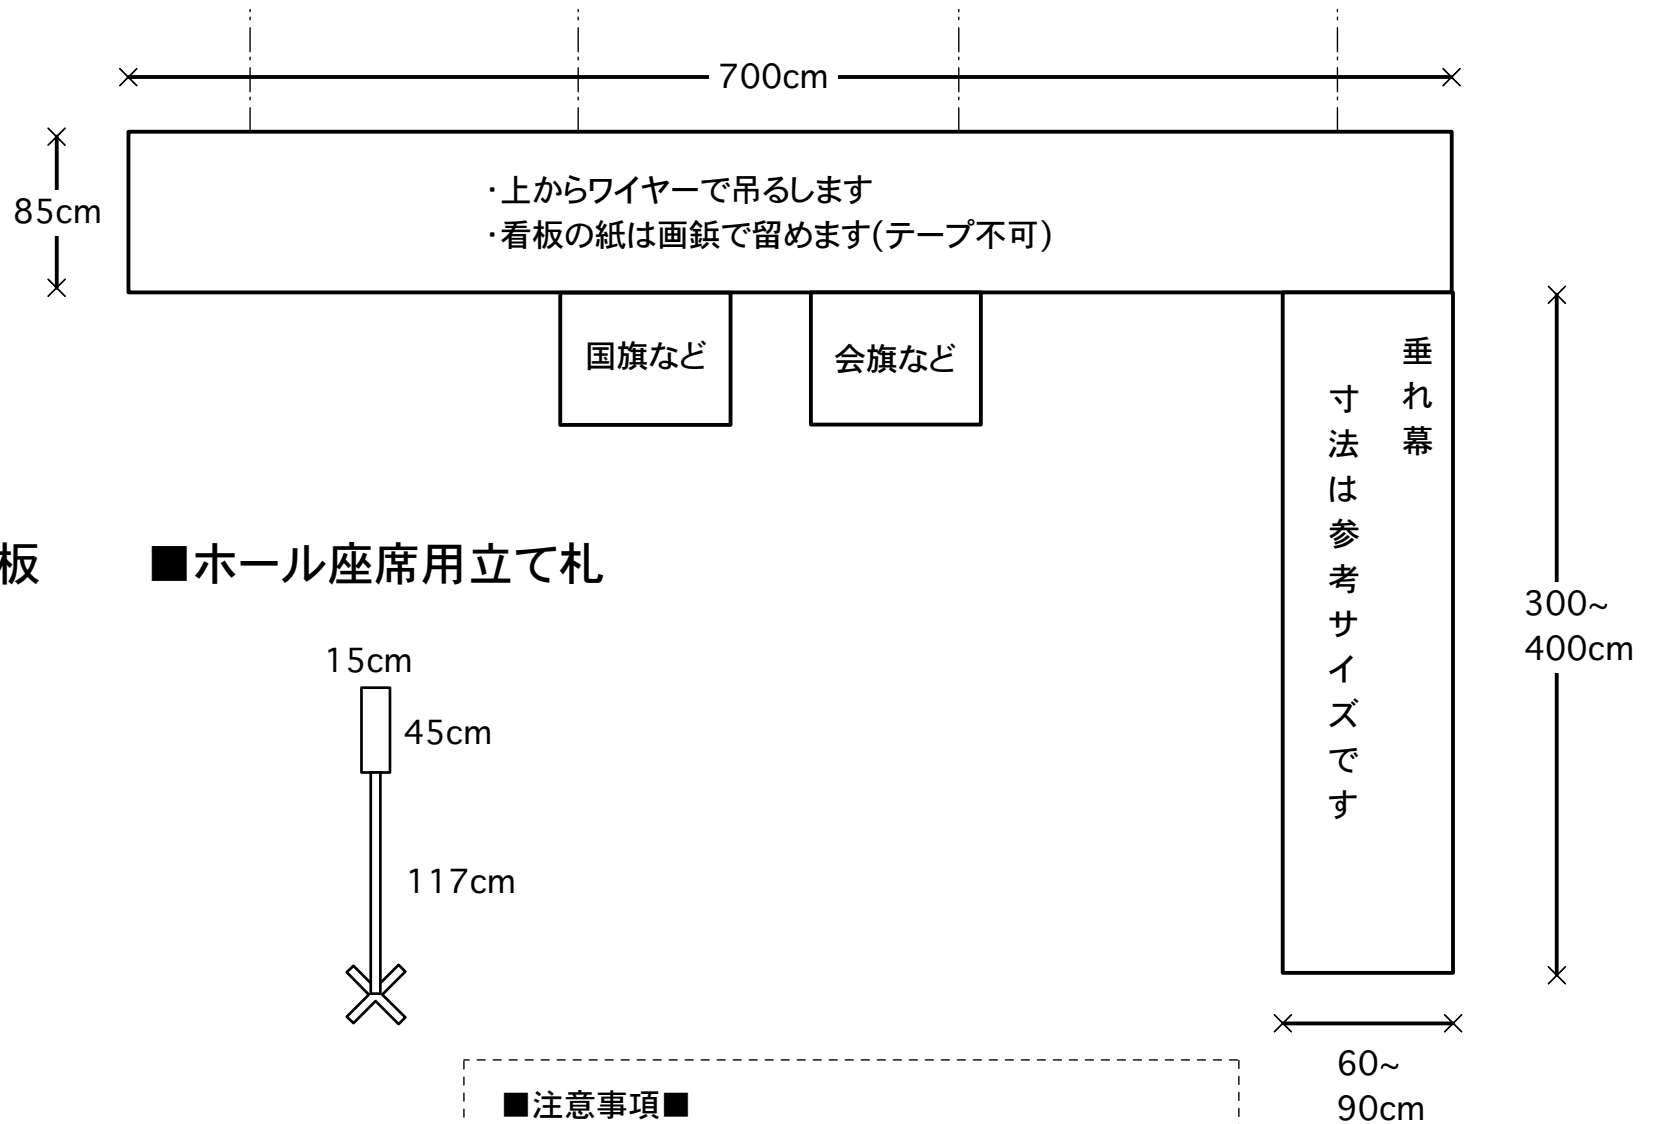 700cm
85cm
・上からワイヤーで吊るします
・看板の紙は画鋲で留めます(テープ不可)
国旗など
会旗など
垂れ幕
寸法は参考サイズです
300~
400cm
60~
90cm
板
■ホール座席用立て札
15cm
45cm
117cm
■注意事項■